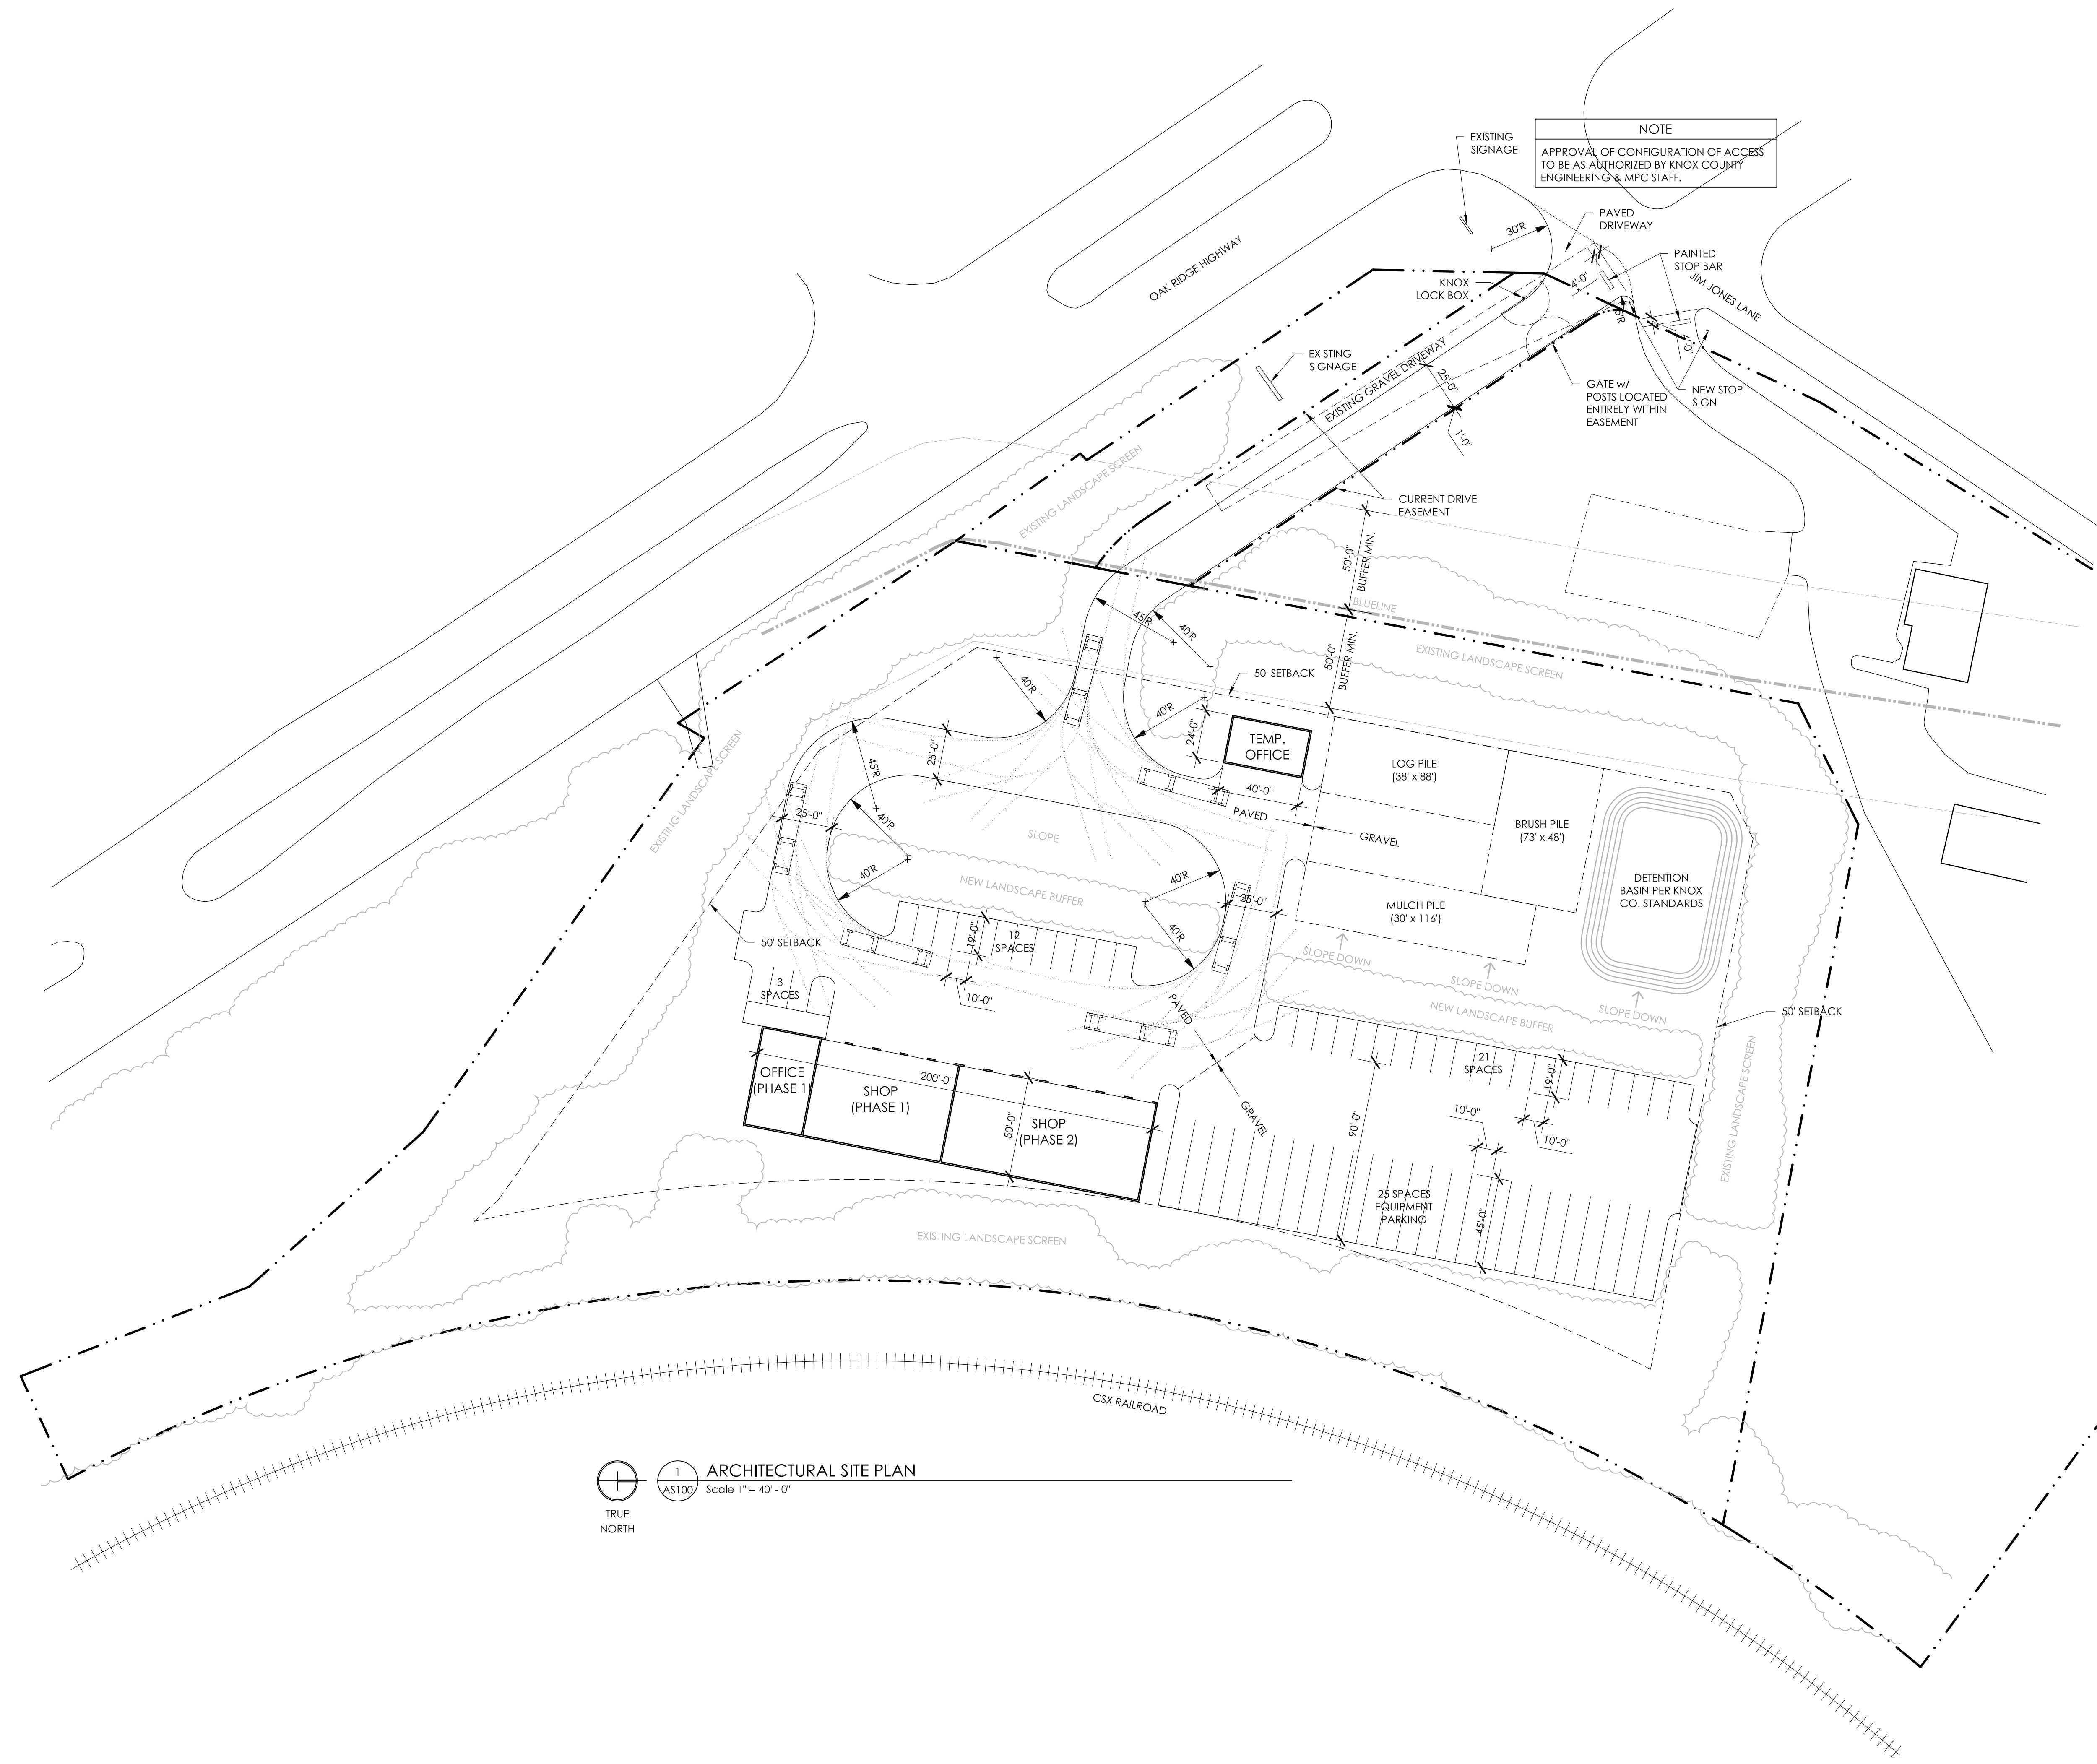 EXISTING
SIGNAGE
NOTE
APPROVAL OF CONFIGURATION OF ACCESS
TO BE AS AUTHORIZED BY KNOX COUNTY
ENGINEERING & MPC STAFF.
PAVED
DRIVEWAY
30'R
OAK RIDGE HIGHWAY
PAINTED
STOP BAR
JIM JONES LANE
KNOX
LOCK BOX
4'-0"
4'-0"
EXISTING
SIGNAGE
EXISTING GRAVEL DRIVEWAY
25'-0"
1'-0"
GATE w/
POSTS LOCATED
ENTIRELY WITHIN
EASEMENT
NEW STOP
SIGN
EXISTING LANDSCAPE SCREEN
CURRENT DRIVE
EASEMENT
50'-0"
BUFFER MIN.
BLUELINE
50'-0"
BUFFER MIN.
45'R
40'R
EXISTING LANDSCAPE SCREEN
50' SETBACK
40'R
40'R
24'-0"
TEMP.
OFFICE
40'-0"
LOG PILE
(38' x 88')
BRUSH PILE
(73' x 48')
PAVED
GRAVEL
DETENTION
BASIN PER KNOX
CO. STANDARDS
MULCH PILE
(30' x 116')
EXISTING LANDSCAPE SCREEN
45'R
25'-0"
25'-0"
40'R
SLOPE
40'R
NEW LANDSCAPE BUFFER
40'R
25'-0"
40'R
50' SETBACK
19'-0"
12
SPACES
10'-0"
3
SPACES
SLOPE DOWN
SLOPE DOWN
SLOPE DOWN
NEW LANDSCAPE BUFFER
50' SETBACK
PAVED
GRAVEL
OFFICE
(PHASE 1)
200'-0"
SHOP
(PHASE 1)
50'-0"
SHOP
(PHASE 2)
21
SPACES
19'-0"
10'-0"
10'-0"
90'-0"
EXISTING LANDSCAPE SCREEN
25 SPACES
EQUIPMENT
PARKING
45'-0"
EXISTING LANDSCAPE SCREEN
CSX RAILROAD
1
AS100
ARCHITECTURAL SITE PLAN
Scale 1" = 40' - 0"
TRUE
NORTH